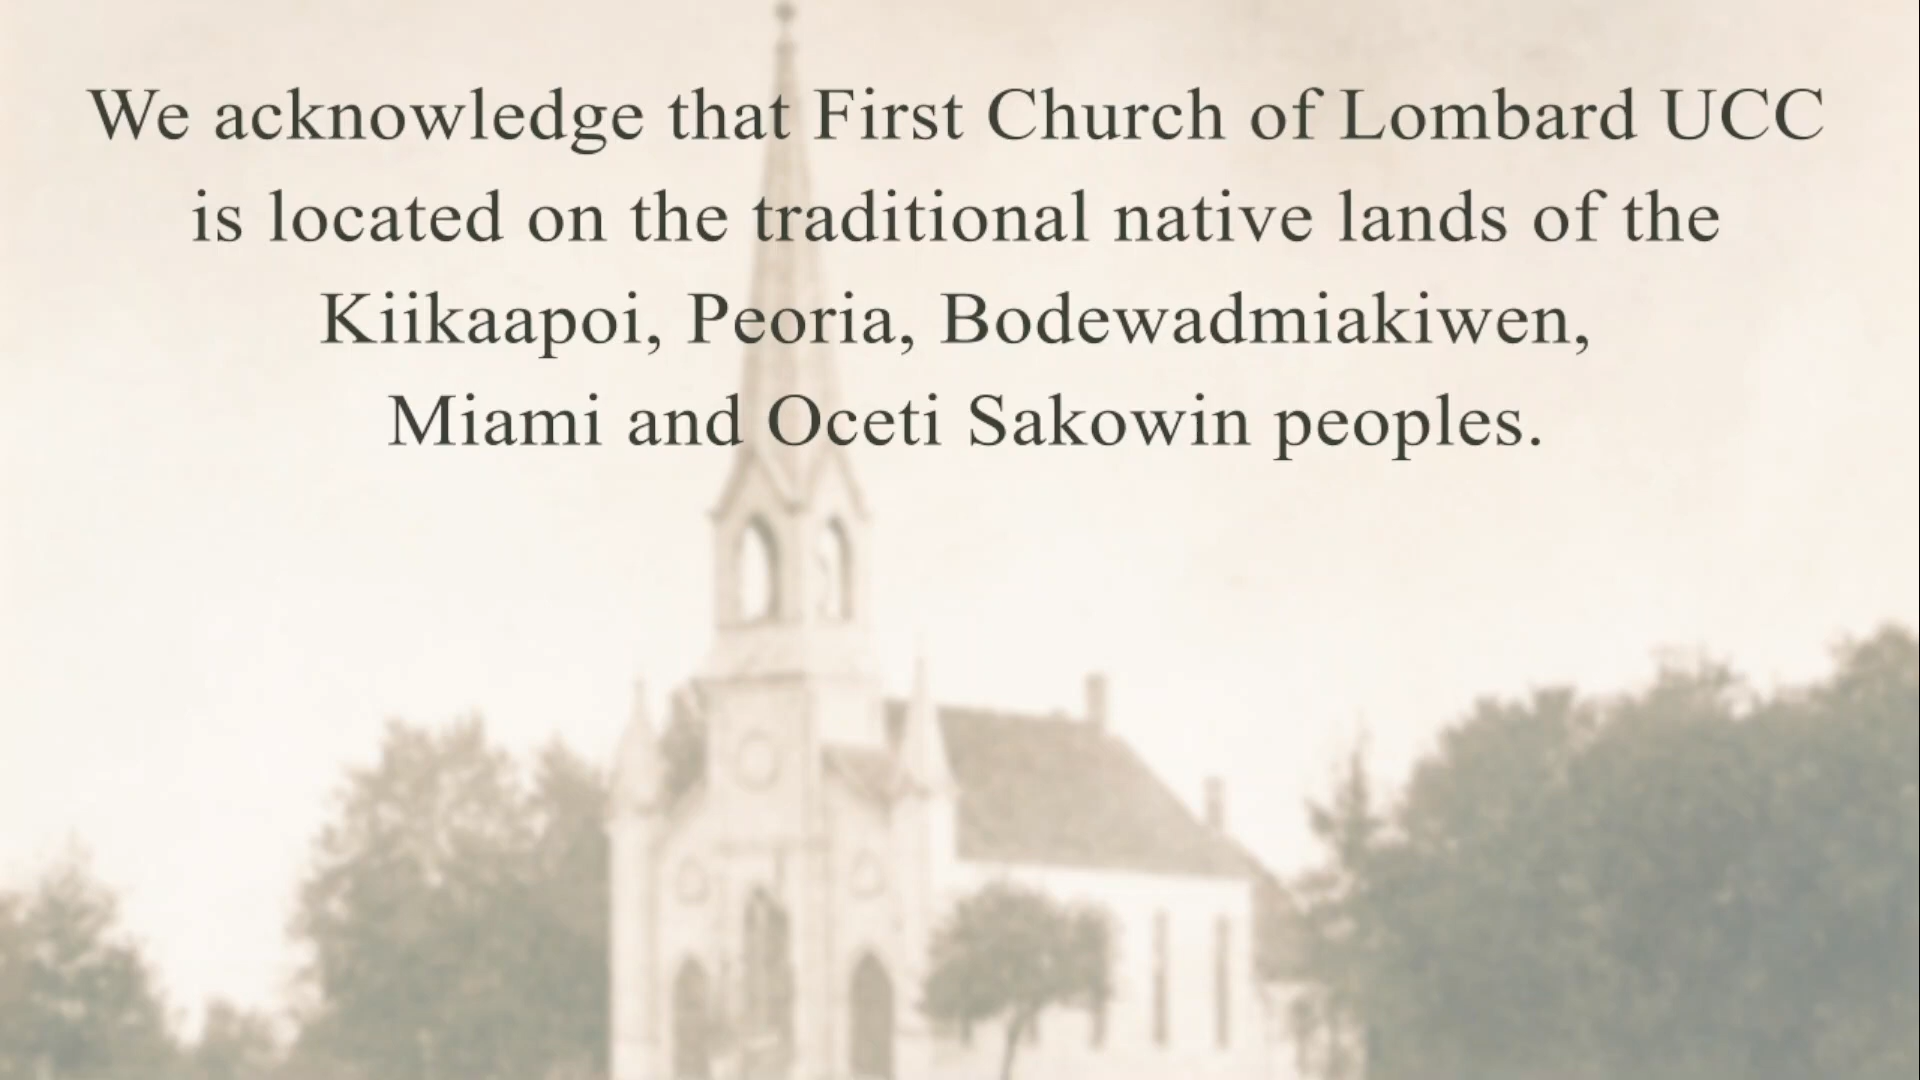 We acknowledge that First Church of Lombard UCC
is located on the traditional native lands of the
Kiikaapoi, Peoria, Bodewadmiakiwen,
Miami and Oceti Sakowin peoples.